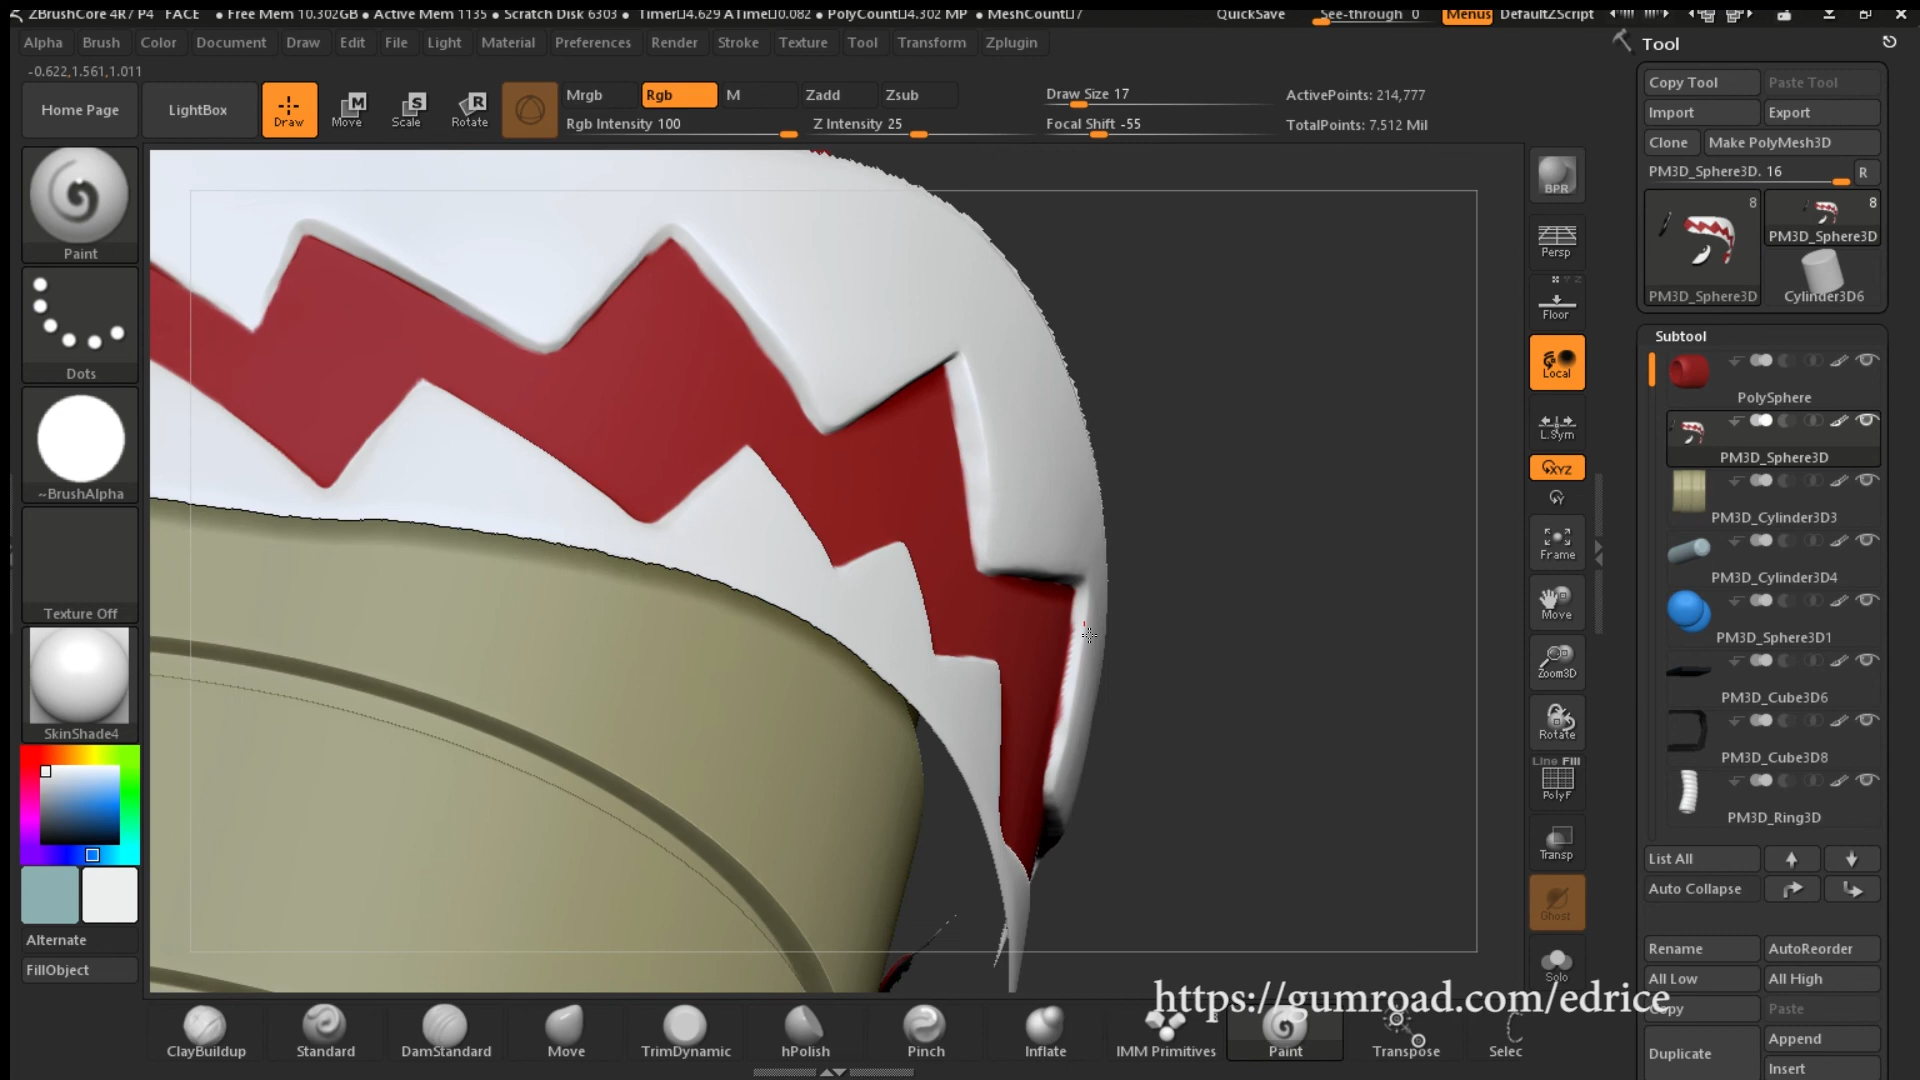 ZBrushCore 4R7 P4 FACE ● Free Mem 10.302GB ● Active Mem 1135 ● Scratch Disk 6303 ● Timer□4.629 ATime□0.082 ● PolyCount□4.302 MP ● MeshCount□7 QuickSave See-through 0 Menus DefaultZScript
Alpha Brush Color Document Draw Edit File Light Material Movie Preferences Render Stroke Texture Tool Transform Zplugin
-0.622,1.561,1.011
Home Page LightBox Draw Move Scale Rotate
M S R
Mrgb Rgb M Zadd Zsub
Rgb Intensity 100 Z Intensity 25
Draw Size 17
Focal Shift -55
ActivePoints: 214,777
TotalPoints: 7.512 Mil
Paint
Dots
~BrushAlpha
Texture Off
SkinShade4
Alternate
FillObject
BPR
Persp
Floor
Local
L.Sym
XYZ
Y
Frame
Move
Zoom3D
Rotate
Line Fill
PolyF
Transp
Ghost
Solo
Tool
Copy Tool Paste Tool
Import Export
Clone Make PolyMesh3D
PM3D_Sphere3D. 16 R
8 8
PM3D_Sphere3D
PM3D_Sphere3D Cylinder3D6
Subtool
PolySphere
PM3D_Sphere3D
PM3D_Cylinder3D3
PM3D_Cylinder3D4
PM3D_Sphere3D1
PM3D_Cube3D6
PM3D_Cube3D8
PM3D_Ring3D
List All
Auto Collapse
Rename AutoReorder
All Low All High
Copy Paste
Duplicate Append
Insert
https://gumroad.com/edrice
ClayBuildup Standard DamStandard Move TrimDynamic hPolish Pinch Inflate IMM Primitives Paint Transpose Selec